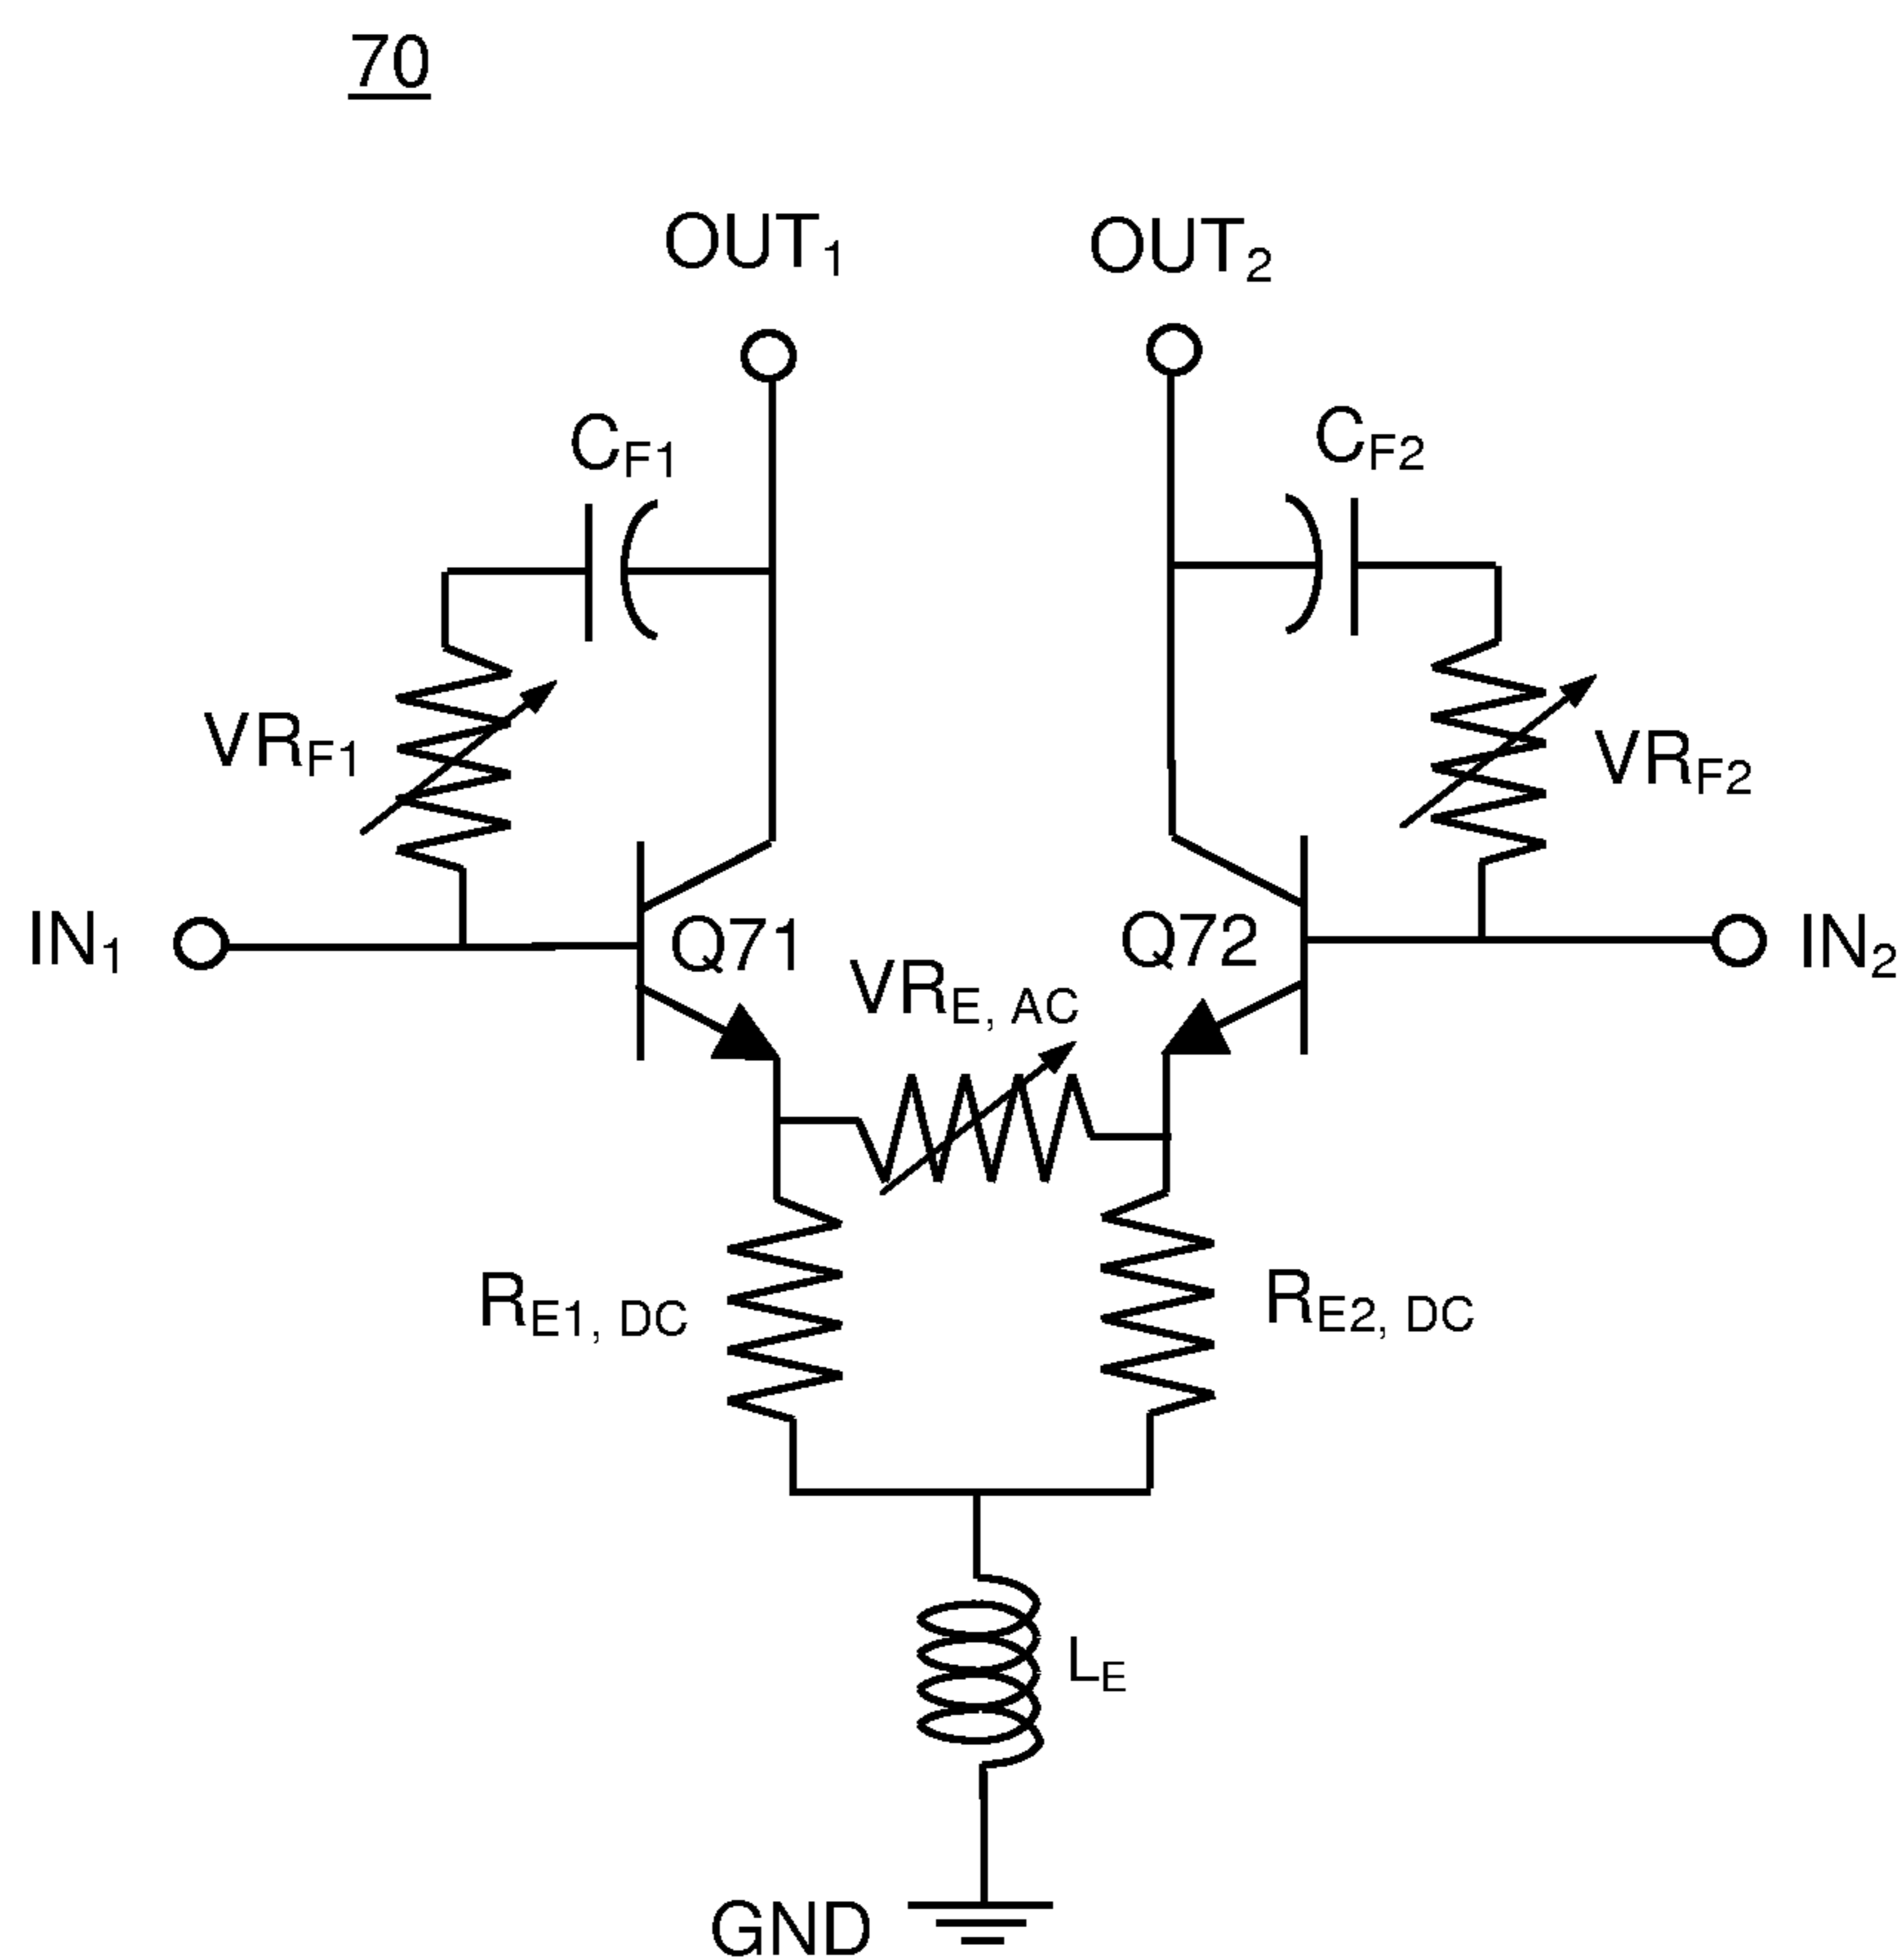 70
OUT1
OUT2
CF1
CF2
VRF1
VRF2
IN1
Q71
Q72
IN2
VRE, AC
RE1, DC
RE2, DC
LE
GND